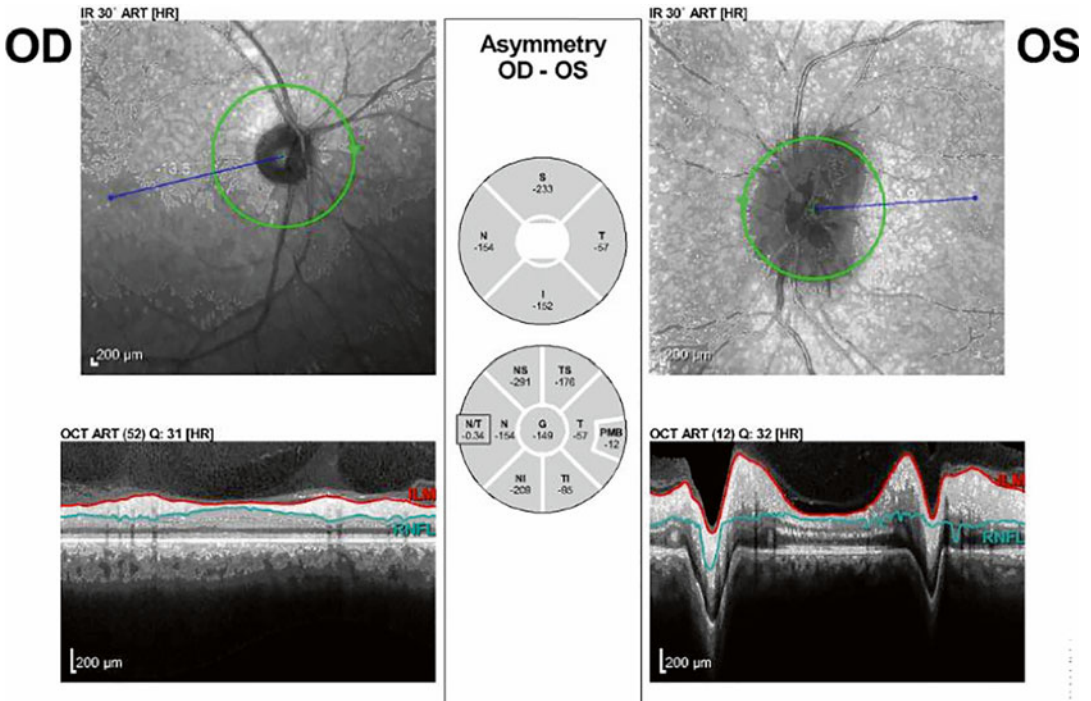 IR 30° ART [HR]
OD
-13.5
200 µm
OCT ART (52) Q: 31 [HR]
ILM
RNFL
200 µm
Asymmetry
OD - OS
S
-233
N
-154
T
-57
I
-152
NS
-291
TS
-176
N/T
-0.34
N
-154
G
-149
T
-57
PMB
-12
NI
-209
TI
-85
IR 30° ART [HR]
OS
200 µm
OCT ART (12) Q: 32 [HR]
ILM
RNFL
200 µm